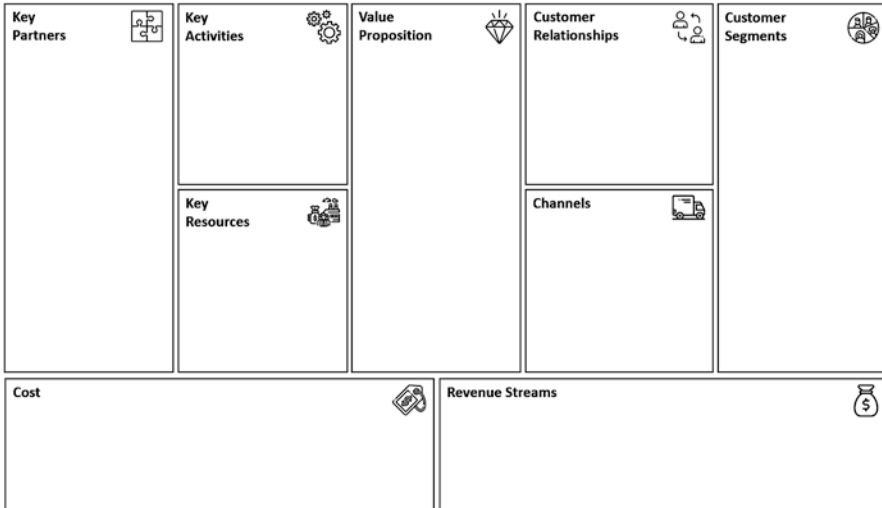 Key
Partners
Key
Activities
Value
Proposition
Customer
Relationships
Customer
Segments
Key
Resources
Channels
Cost
Revenue Streams